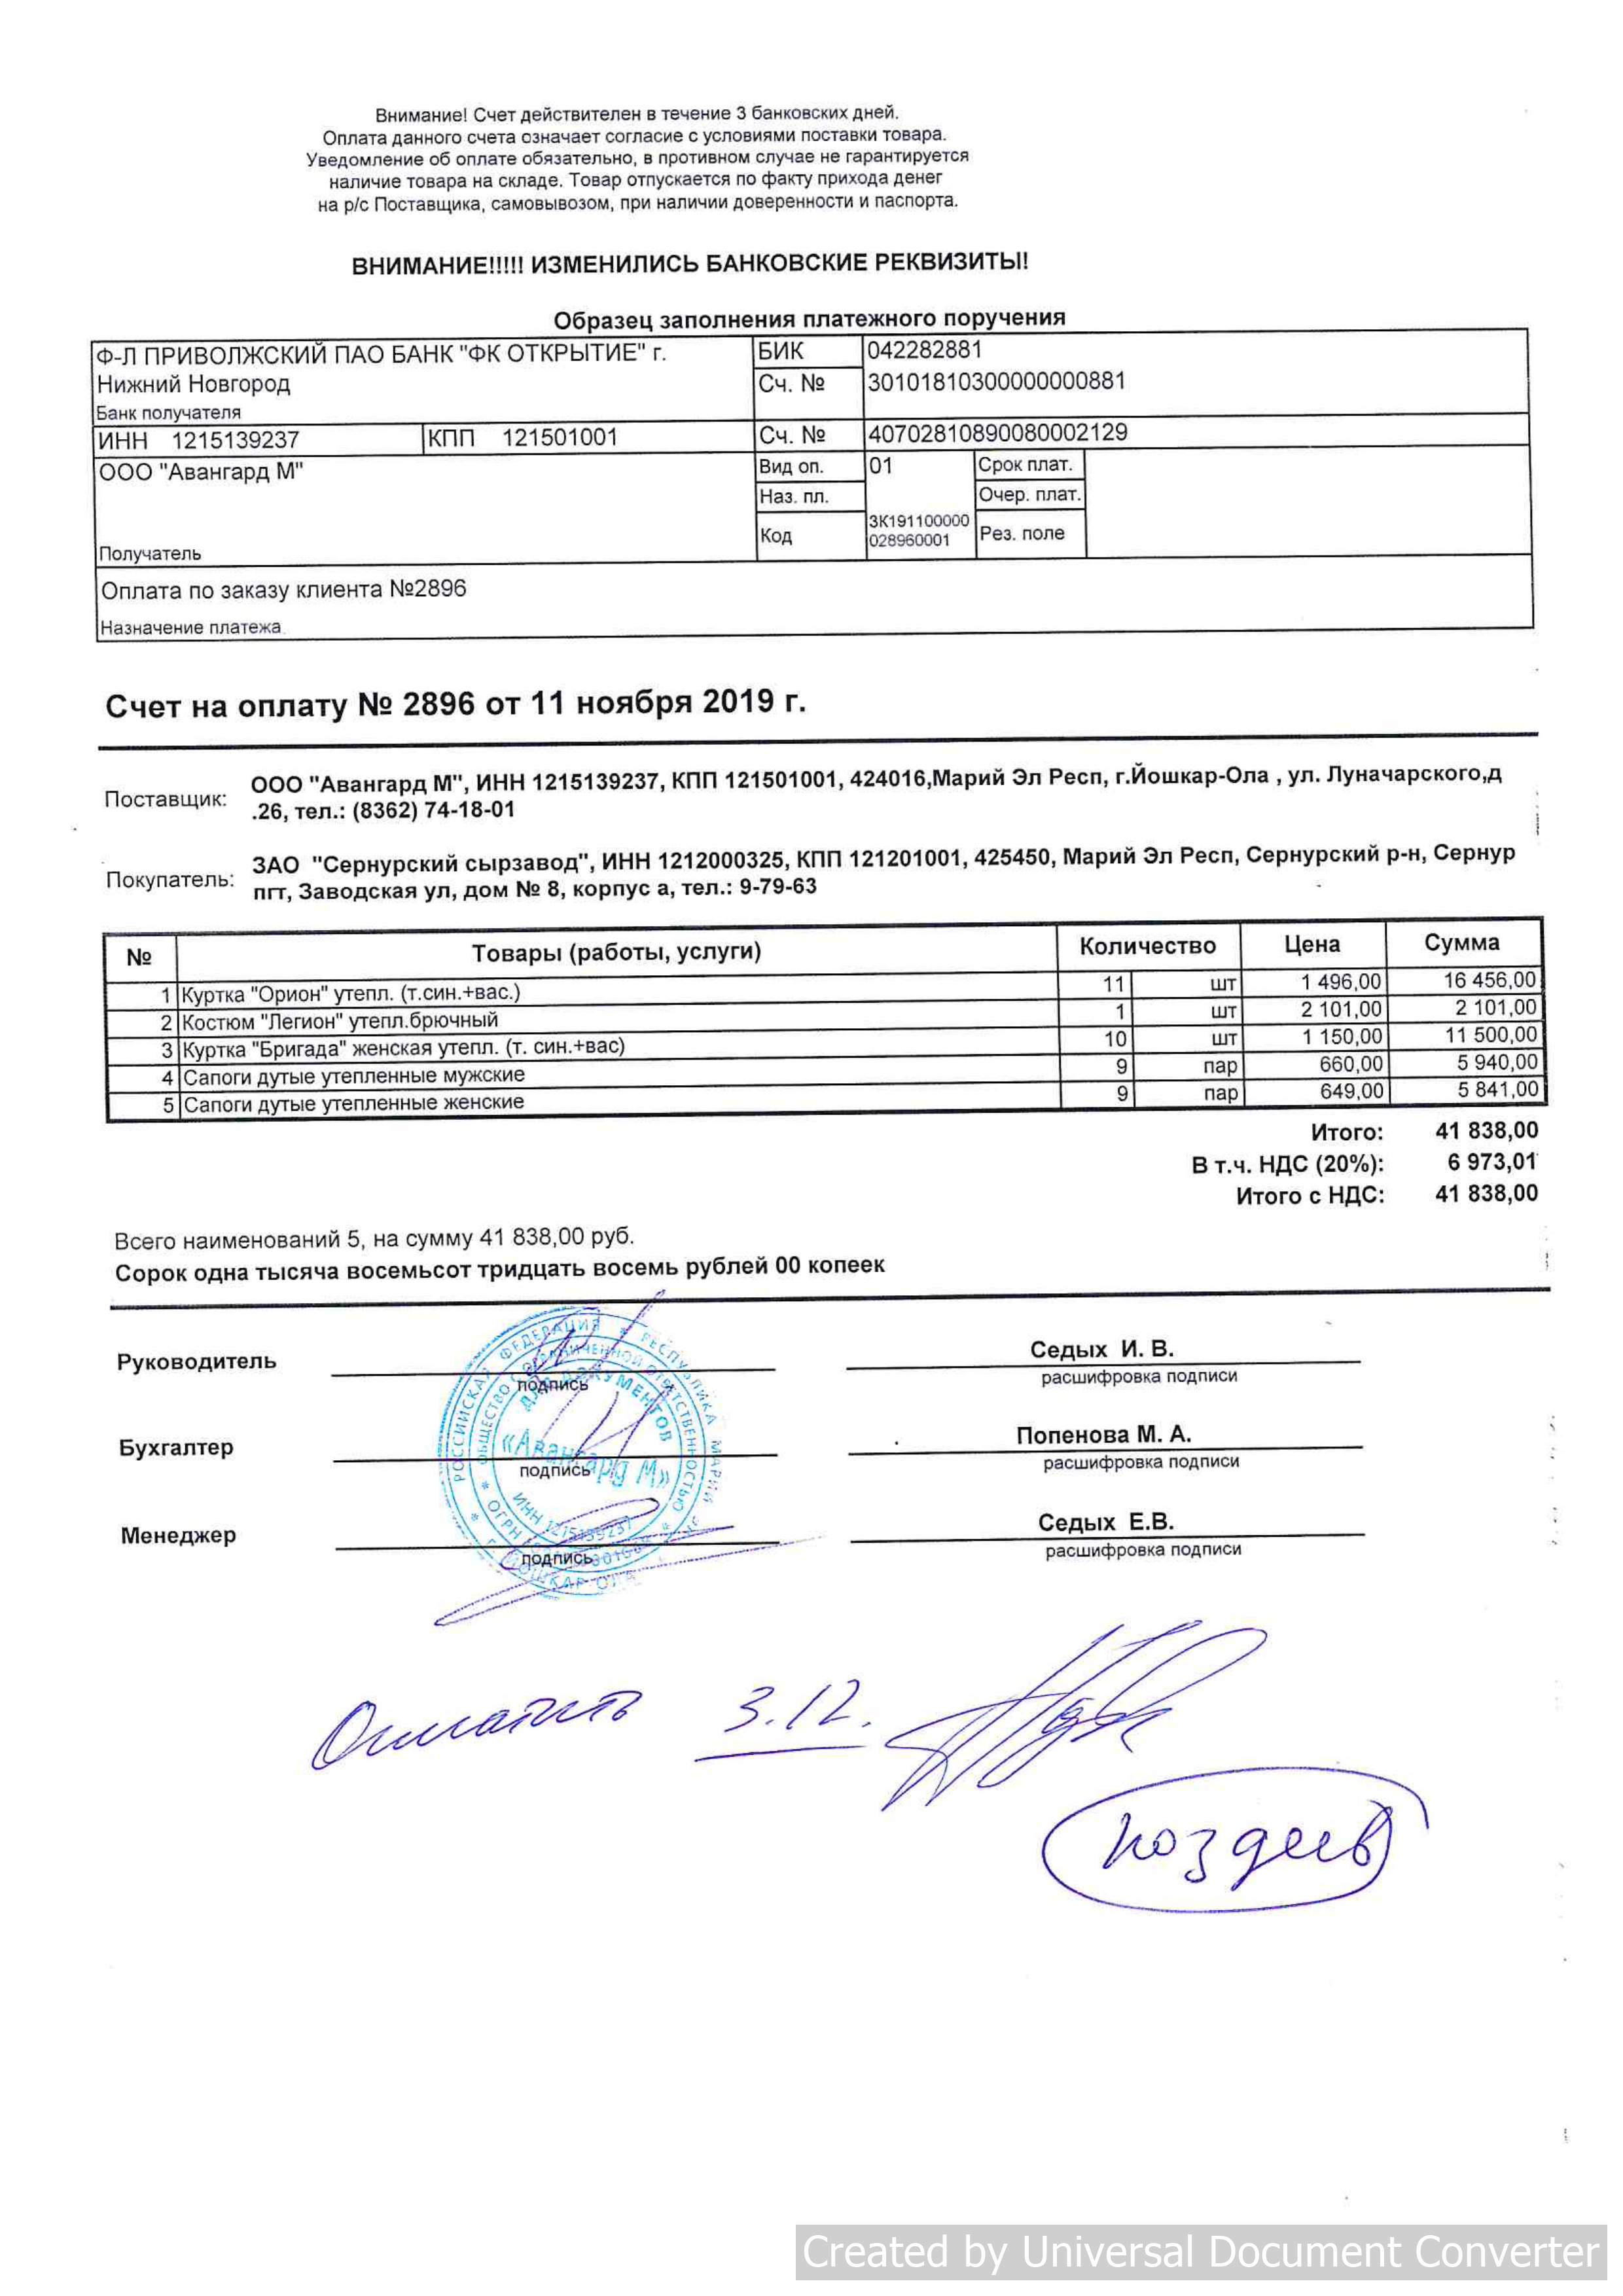 Внимание! Счет действителен в течение 3 банковских дней.
Оплата данного счета означает согласие с условиями поставки товара.
Уведомление об оплате обязательно, в противном случае не гарантируется
наличие товара на складе. Товар отпускается по факту прихода денег
на р/с Поставщика, самовывозом, при наличии доверенности и паспорта.
ВНИМАНИЕ!!!!! ИЗМЕНИЛИСЬ БАНКОВСКИЕ РЕКВИЗИТЫ!
Образец заполнения платежного поручения
Ф-Л ПРИВОЛЖСКИЙ ПАО БАНК "ФК ОТКРЫТИЕ" г. БИК 042282881
Нижний Новгород Сч. № 30101810300000000881
Банк получателя
ИНН 1215139237 КПП 121501001 Сч. № 40702810890080002129
ООО "Авангард М" Вид оп. 01 Срок плат.
Наз. пл. Очер. плат.
Код 3К191100000 Рез. поле
028960001
Получатель
Оплата по заказу клиента №2896
Назначение платежа
Счет на оплату № 2896 от 11 ноября 2019 г.
Поставщик: ООО "Авангард М", ИНН 1215139237, КПП 121501001, 424016,Марий Эл Респ, г.Йошкар-Ола , ул. Луначарского,д
.26, тел.: (8362) 74-18-01
Покупатель: ЗАО "Сернурский сырзавод", ИНН 1212000325, КПП 121201001, 425450, Марий Эл Респ, Сернурский р-н, Сернур
пгт, Заводская ул, дом № 8, корпус а, тел.: 9-79-63
№ Товары (работы, услуги) Количество Цена Сумма
1 Куртка "Орион" утепл. (т.син.+вас.) 11 шт 1 496,00 16 456,00
2 Костюм "Легион" утепл.брючный 1 шт 2 101,00 2 101,00
3 Куртка "Бригада" женская утепл. (т. син.+вас) 10 шт 1 150,00 11 500,00
4 Сапоги дутые утепленные мужские 9 пар 660,00 5 940,00
5 Сапоги дутые утепленные женские 9 пар 649,00 5 841,00
Итого: 41 838,00
В т.ч. НДС (20%): 6 973,01
Итого с НДС: 41 838,00
Всего наименований 5, на сумму 41 838,00 руб.
Сорок одна тысяча восемьсот тридцать восемь рублей 00 копеек
Руководитель Седых И. В.
подпись расшифровка подписи
Бухгалтер Попенова М. А.
подпись расшифровка подписи
Менеджер Седых Е.В.
подпись расшифровка подписи
РОССИЙСКАЯ ФЕДЕРАЦИЯ * РЕСПУБЛИКА МАРИЙ
ОБЩЕСТВО С ОГРАНИЧЕННОЙ ОТВЕТСТВЕННОСТЬЮ
ДЛЯ ДОКУМЕНТОВ
«Авангард М»
ИНН 1215139237
ОГРН
Г. ЙОШКАР-ОЛА
Оплатить 3.12.
Поздеев
Created by Universal Document Converter